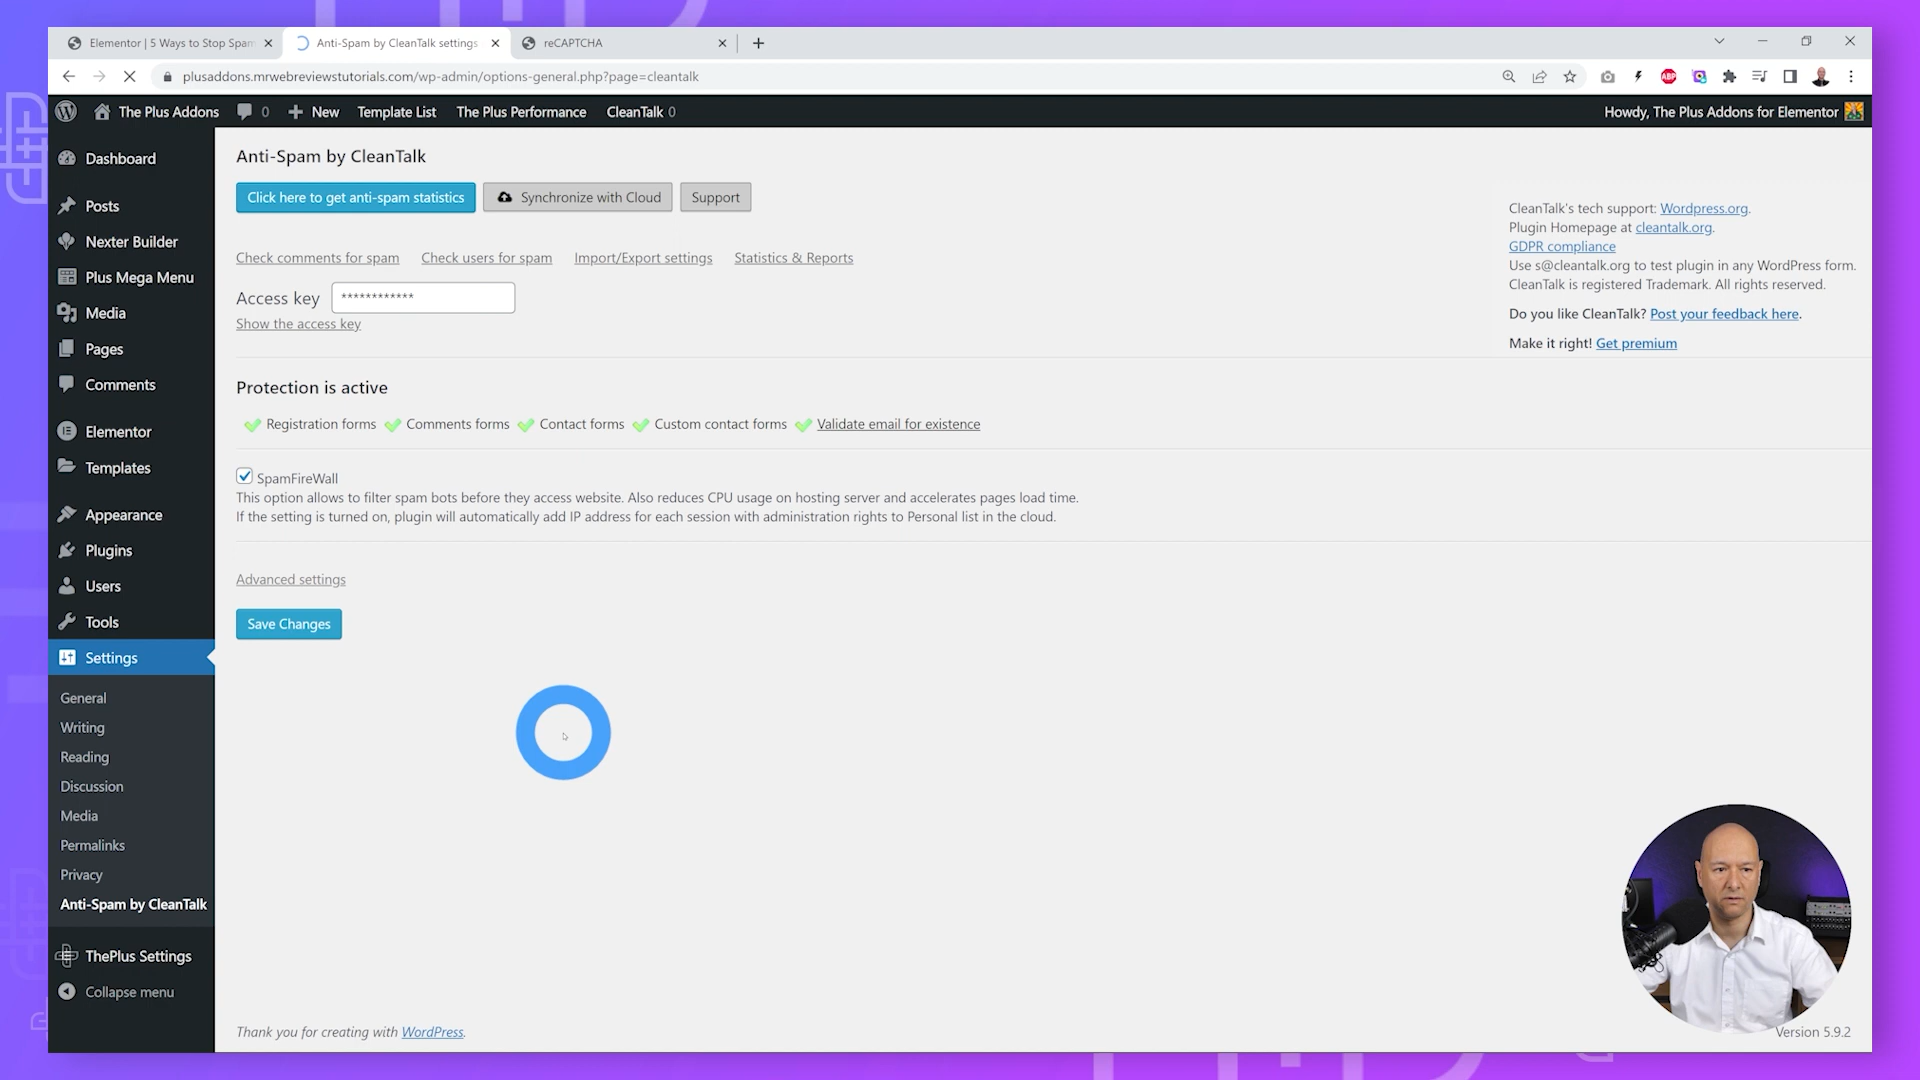 Elementor | 5 Ways to Stop Spam
Anti-Spam by CleanTalk settings
reCAPTCHA
plusaddons.mrwebreviewstutorials.com/wp-admin/options-general.php?page=cleantalk
ABP
The Plus Addons
0
New
Template List
The Plus Performance
CleanTalk 0
Howdy, The Plus Addons for Elementor
Dashboard
Posts
Nexter Builder
Plus Mega Menu
Media
Pages
Comments
Elementor
Templates
Appearance
Plugins
Users
Tools
Settings
General
Writing
Reading
Discussion
Media
Permalinks
Privacy
Anti-Spam by CleanTalk
ThePlus Settings
Collapse menu
Anti-Spam by CleanTalk
Click here to get anti-spam statistics
Synchronize with Cloud
Support
Check comments for spam
Check users for spam
Import/Export settings
Statistics & Reports
Access key
************
Show the access key
CleanTalk's tech support: Wordpress.org.
Plugin Homepage at cleantalk.org.
GDPR compliance
Use s@cleantalk.org to test plugin in any WordPress form.
CleanTalk is registered Trademark. All rights reserved.
Do you like CleanTalk? Post your feedback here.
Make it right! Get premium
Protection is active
Registration forms
Comments forms
Contact forms
Custom contact forms
Validate email for existence
SpamFireWall
This option allows to filter spam bots before they access website. Also reduces CPU usage on hosting server and accelerates pages load time.
If the setting is turned on, plugin will automatically add IP address for each session with administration rights to Personal list in the cloud.
Advanced settings
Save Changes
Thank you for creating with WordPress.
Version 5.9.2